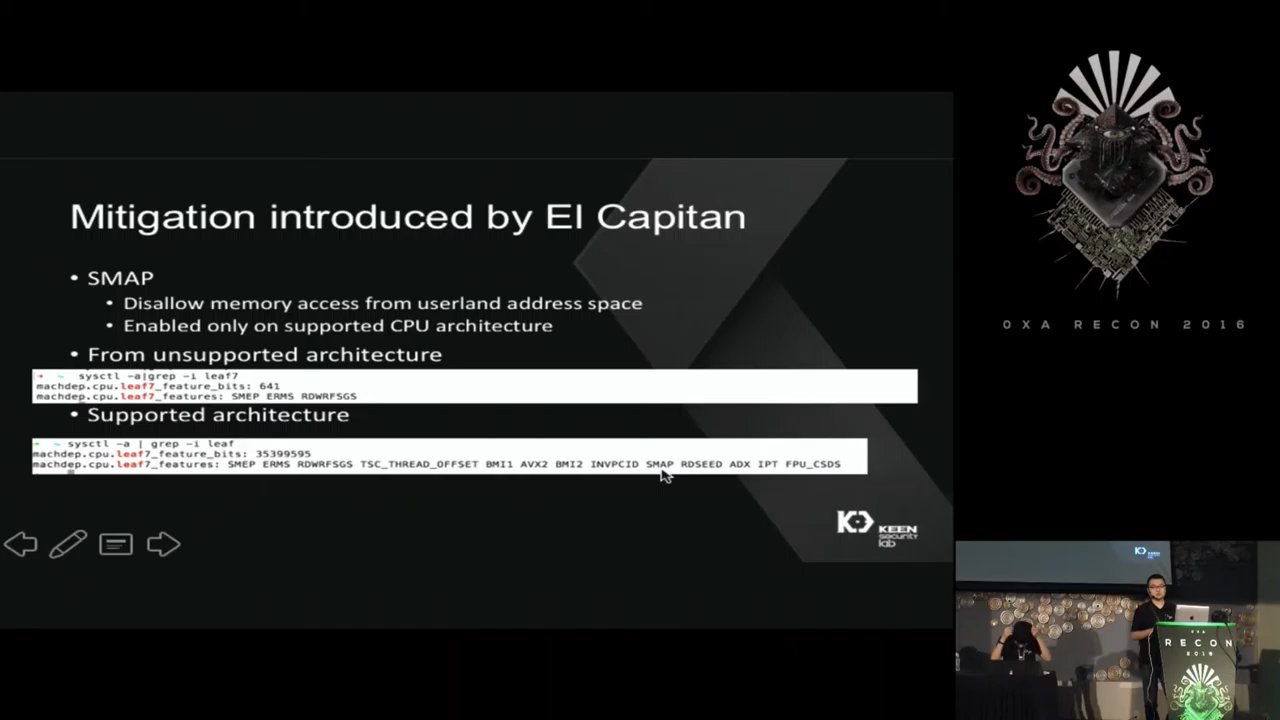 Mitigation introduced by El Capitan
• SMAP
• Disallow memory access from userland address space
• Enabled only on supported CPU architecture
• From unsupported architecture
➜ ~ sysctl -a|grep -i leaf7
machdep.cpu.leaf7_feature_bits: 641
machdep.cpu.leaf7_features: SMEP ERMS RDWRFSGS
• Supported architecture
➜ ~ sysctl -a | grep -i leaf
machdep.cpu.leaf7_feature_bits: 35399595
machdep.cpu.leaf7_features: SMEP ERMS RDWRFSGS TSC_THREAD_OFFSET BMI1 AVX2 BMI2 INVPCID SMAP RDSEED ADX IPT FPU_CSDS
KEEN
security
lab
0XA RECON 2016
0XA
RECON
2016